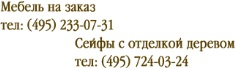 Мебель на заказ
тел: (495) 233-07-31
Сейфы с отделкой деревом
тел: (495) 724-03-24